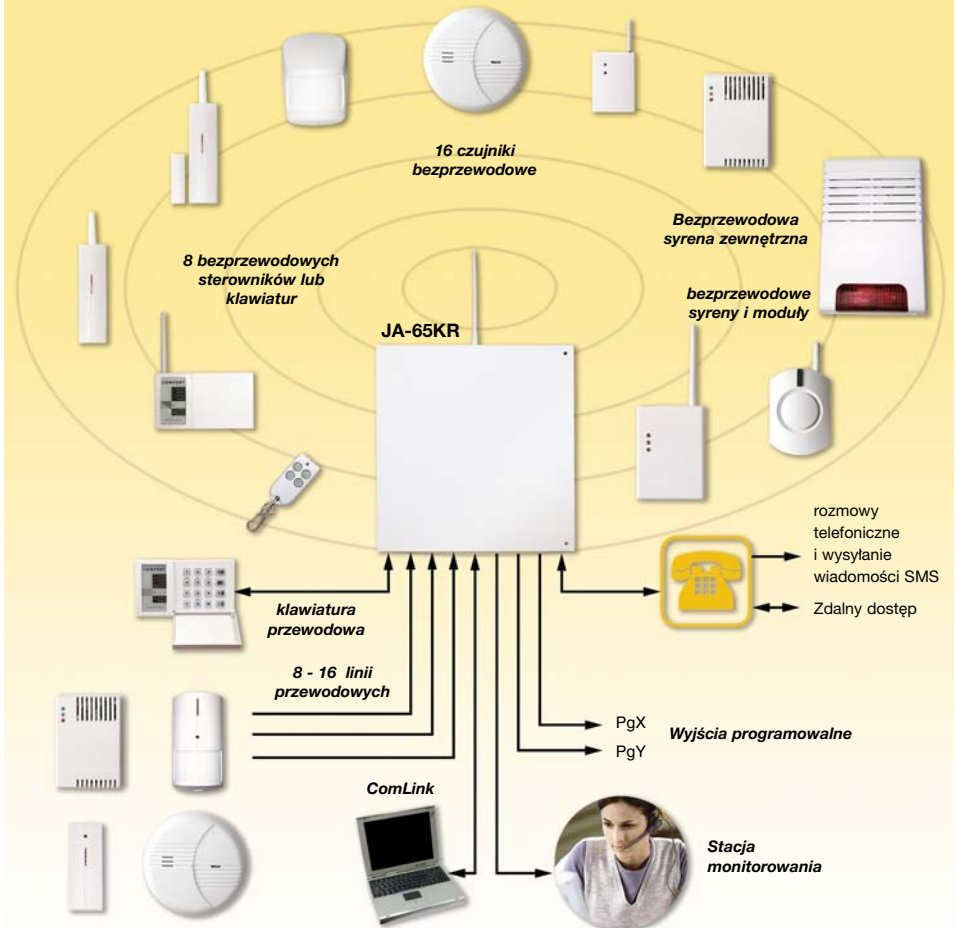 16 czujniki
bezprzewodowe
Bezprzewodowa
syrena zewnętrzna
8 bezprzewodowych
sterowników lub
klawiatur
bezprzewodowe
syreny i moduły
JA-65KR
rozmowy
telefoniczne
i wysyłanie
wiadomości SMS
Zdalny dostęp
klawiatura
przewodowa
8 - 16 linii
przewodowych
PgX
PgY
Wyjścia programowalne
ComLink
Stacja
monitorowania